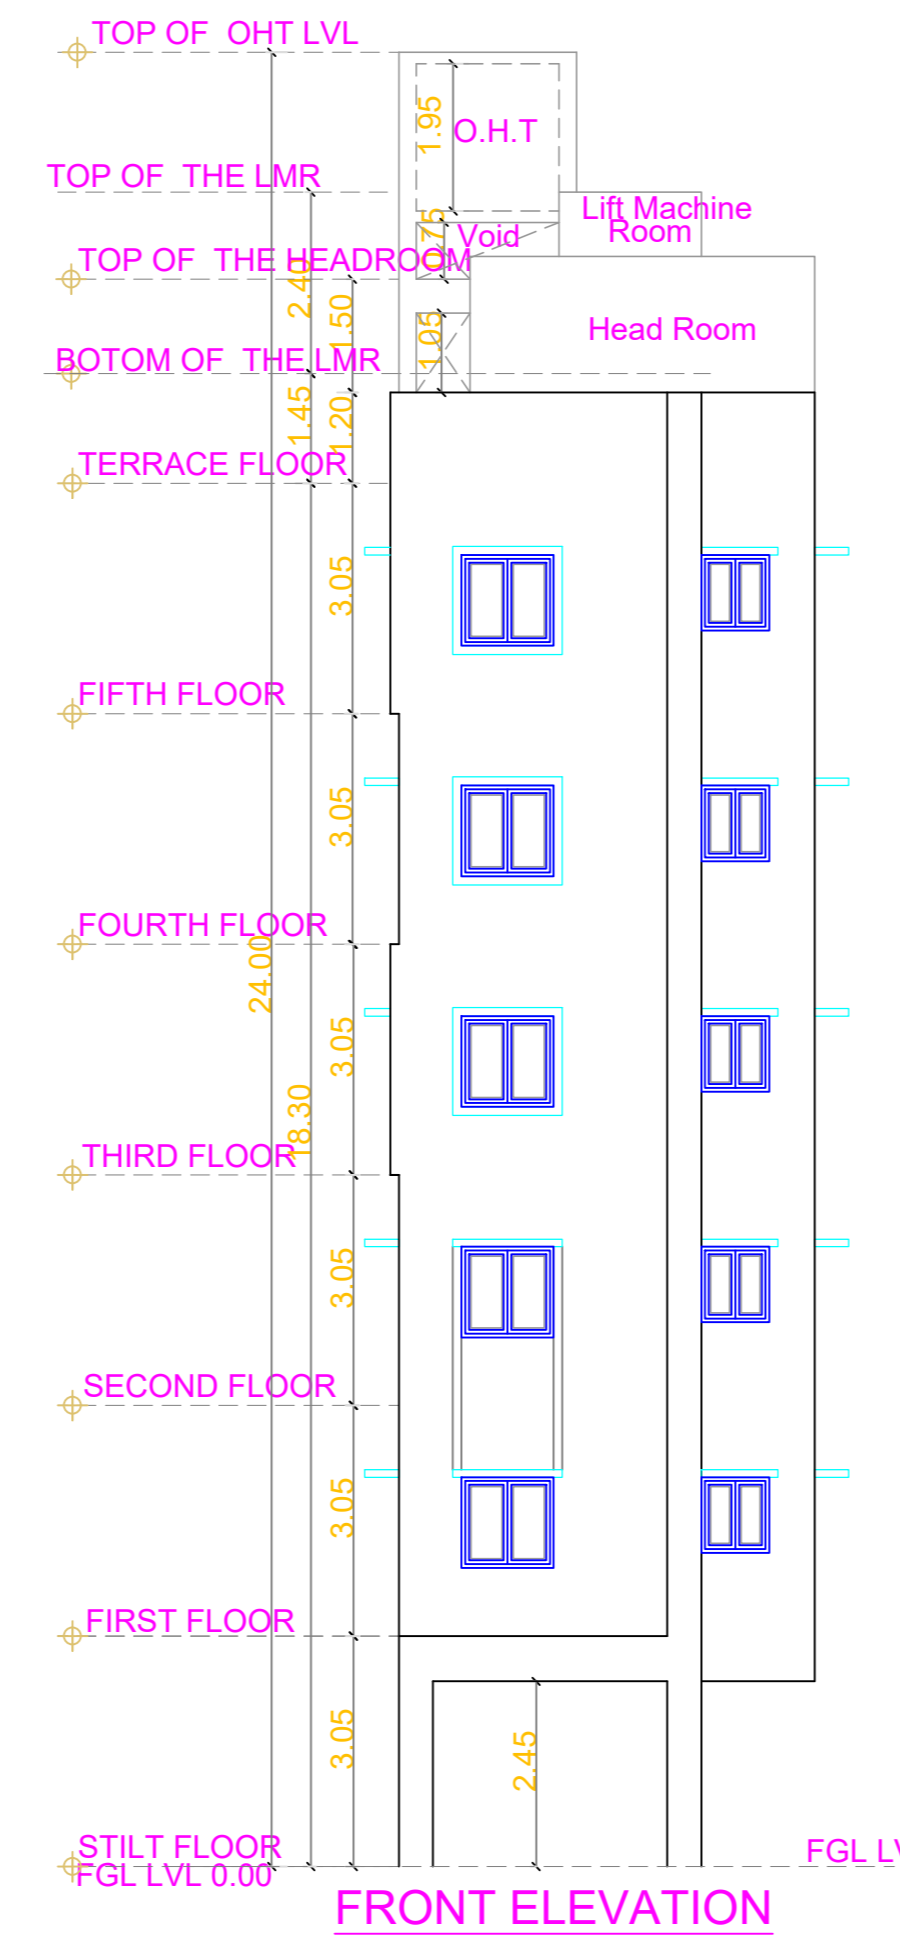 TOP OF OHT LVL
1.95
O.H.T
TOP OF THE LMR
Lift Machine
Room
0.75
Void
TOP OF THE HEADROOM
2.40
1.50
1.05
Head Room
BOTOM OF THE LMR
1.45
1.20
TERRACE FLOOR
3.05
FIFTH FLOOR
3.05
FOURTH FLOOR
24.00
3.05
18.30
THIRD FLOOR
3.05
SECOND FLOOR
3.05
FIRST FLOOR
3.05
2.45
STILT FLOOR
FGL LVL 0.00
FGL LV
FRONT ELEVATION